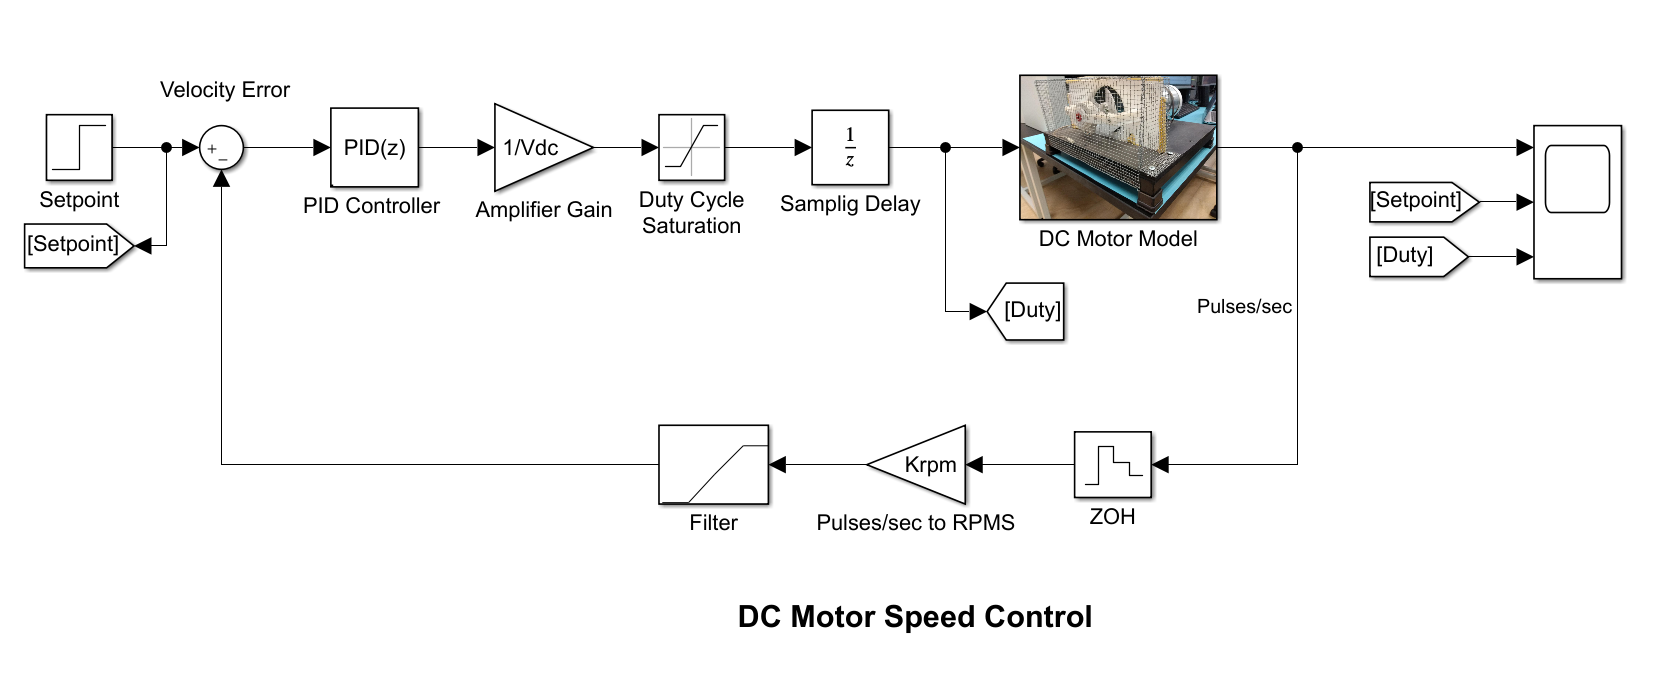 Velocity Error
+
_
Setpoint
[Setpoint]
PID(z)
PID Controller
1/Vdc
Amplifier Gain
Duty Cycle
Saturation
1
z
Samplig Delay
DC Motor Model
[Duty]
Pulses/sec
[Setpoint]
[Duty]
Filter
Krpm
Pulses/sec to RPMS
ZOH
DC Motor Speed Control